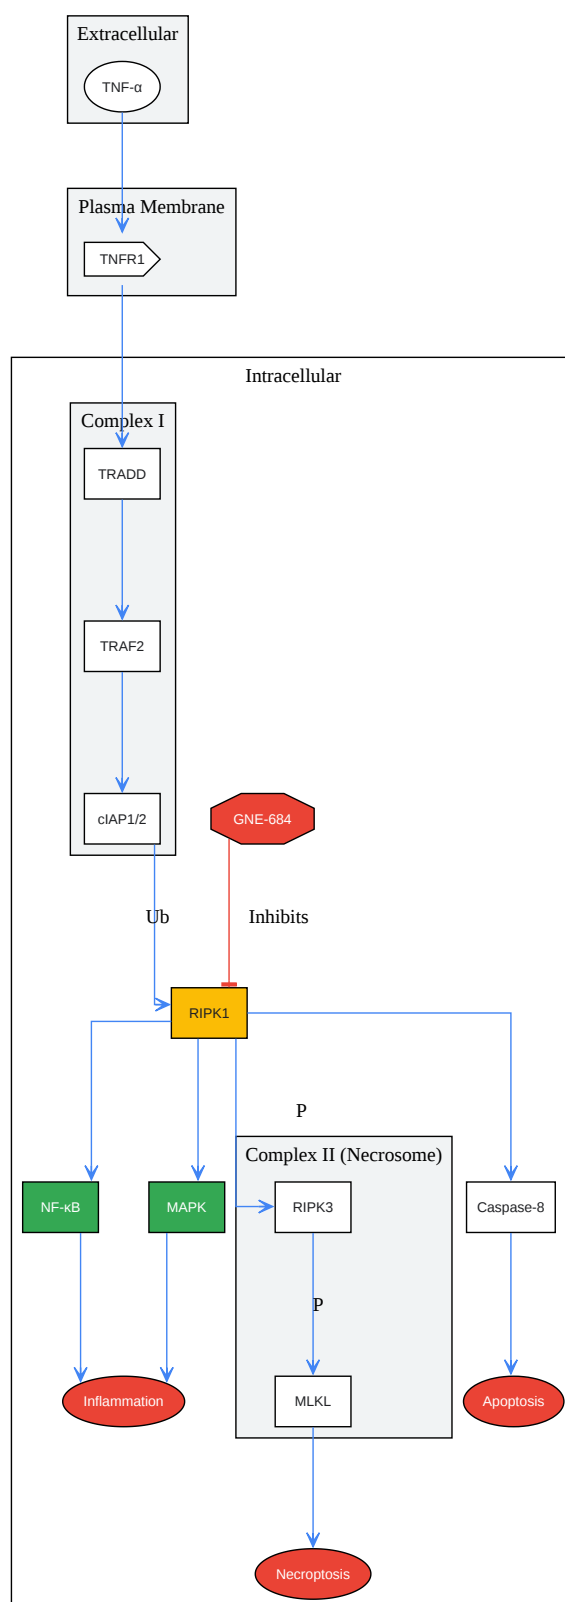 Extracellular
TNF-α
Plasma Membrane
TNFR1
Intracellular
Complex I
TRADD
TRAF2
cIAP1/2
GNE-684
Ub
Inhibits
RIPK1
P
Complex II (Necrosome)
NF-κB
MAPK
RIPK3
Caspase-8
P
Inflammation
MLKL
Apoptosis
Necroptosis